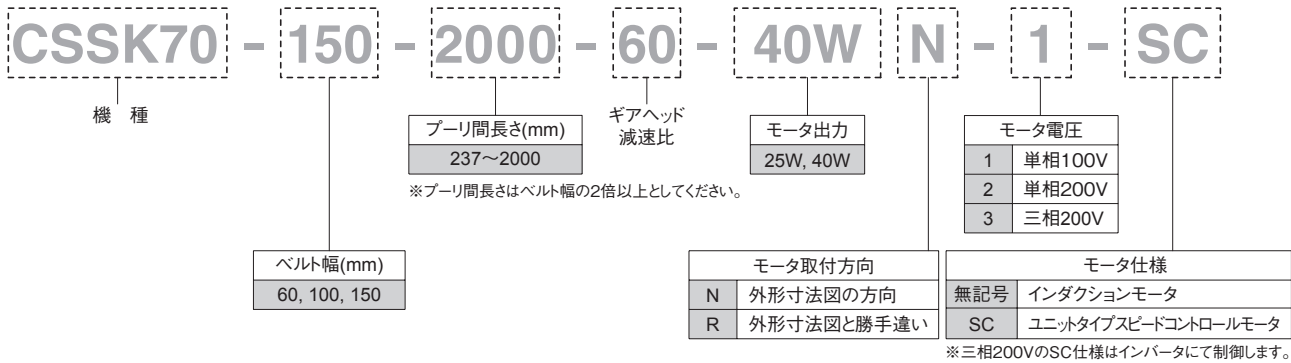 CSSK70 - 150 - 2000 - 60 - 40W N - 1 - SC
機 種
ギアヘッド
減速比
プーリ間長さ(mm)
237～2000
※プーリ間長さはベルト幅の2倍以上としてください。
モータ出力
25W, 40W
モータ電圧
1 単相100V
2 単相200V
3 三相200V
ベルト幅(mm)
60, 100, 150
モータ取付方向
N 外形寸法図の方向
R 外形寸法図と勝手違い
モータ仕様
無記号 インダクションモータ
SC ユニットタイプスピードコントロールモータ
※三相200VのSC仕様はインバータにて制御します。